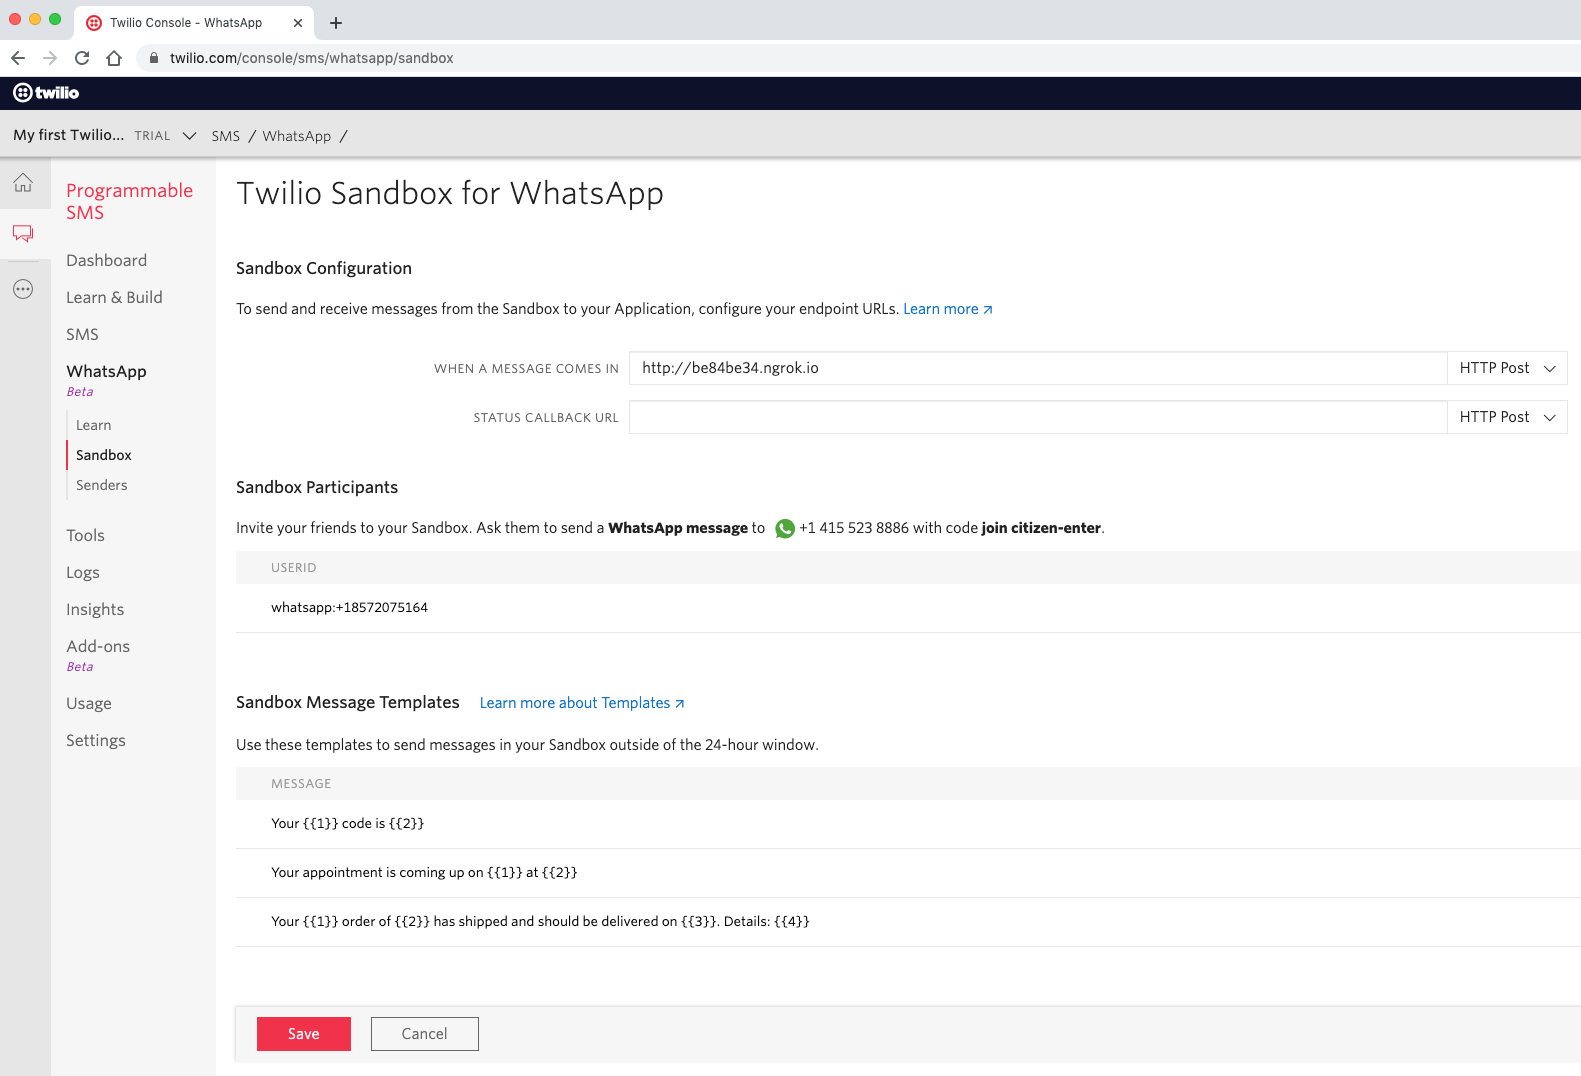 Twilio Console - WhatsApp
twilio.com/console/sms/whatsapp/sandbox
twilio
My first Twilio... TRIAL SMS / WhatsApp /
Programmable
SMS
Dashboard
Learn & Build
SMS
WhatsApp
Beta
Learn
Sandbox
Senders
Tools
Logs
Insights
Add-ons
Beta
Usage
Settings
Twilio Sandbox for WhatsApp
Sandbox Configuration
To send and receive messages from the Sandbox to your Application, configure your endpoint URLs. Learn more
WHEN A MESSAGE COMES IN http://be84be34.ngrok.io HTTP Post
STATUS CALLBACK URL HTTP Post
Sandbox Participants
Invite your friends to your Sandbox. Ask them to send a WhatsApp message to +1 415 523 8886 with code join citizen-enter.
USERID
whatsapp:+18572075164
Sandbox Message Templates Learn more about Templates
Use these templates to send messages in your Sandbox outside of the 24-hour window.
MESSAGE
Your {{1}} code is {{2}}
Your appointment is coming up on {{1}} at {{2}}
Your {{1}} order of {{2}} has shipped and should be delivered on {{3}}. Details: {{4}}
Save Cancel